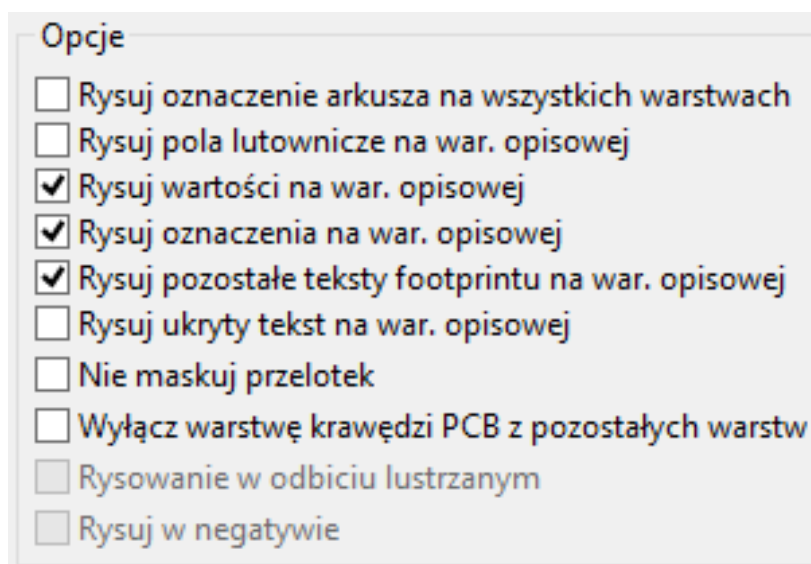 Opcje
Rysuj oznaczenie arkusza na wszystkich warstwach
Rysuj pola lutownicze na war. opisowej
Rysuj wartości na war. opisowej
Rysuj oznaczenia na war. opisowej
Rysuj pozostałe teksty footprintu na war. opisowej
Rysuj ukryty tekst na war. opisowej
Nie maskuj przelotek
Wyłącz warstwę krawędzi PCB z pozostałych warstw
Rysowanie w odbiciu lustrzanym
Rysuj w negatywie